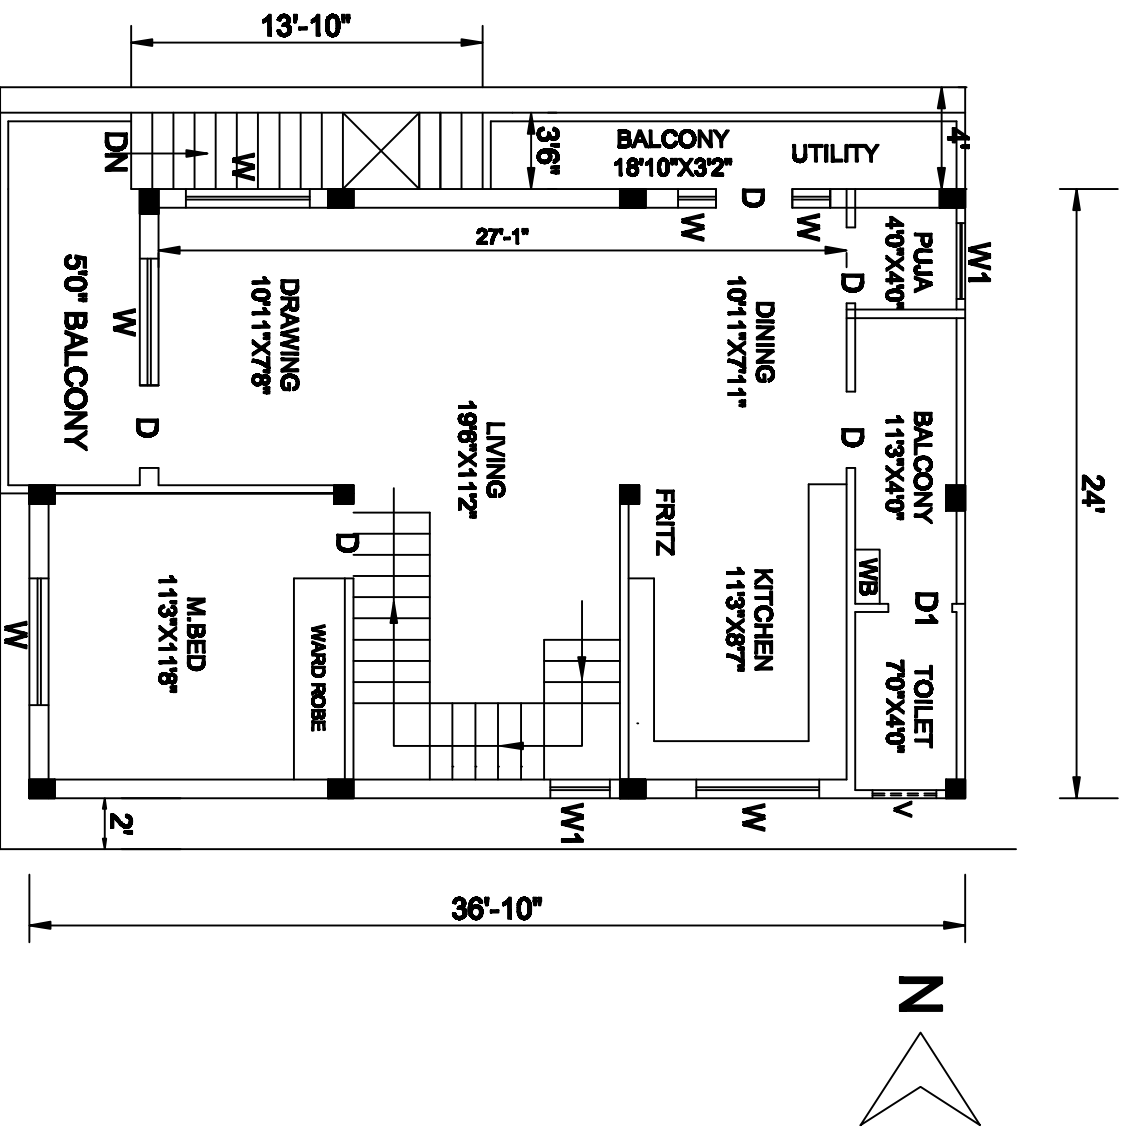 13'-10"
BALCONY
18'10"X3'2"
UTILITY
4'
3'6"
DN
W
D
W
W
27'-1"
PUJA
4'0"X4'0"
W1
D
5'0" BALCONY
W
DRAWING
10'11"X7'8"
DINING
10'11"X7'11"
D
D
LIVING
19'6"X11'2"
BALCONY
11'3"X4'0"
24'
FRITZ
D
WB
D1
M.BED
11'3"X11'8"
WARD ROBE
KITCHEN
11'3"X8'7"
TOILET
7'0"X4'0"
W
2'
W1
W
V
36'-10"
N